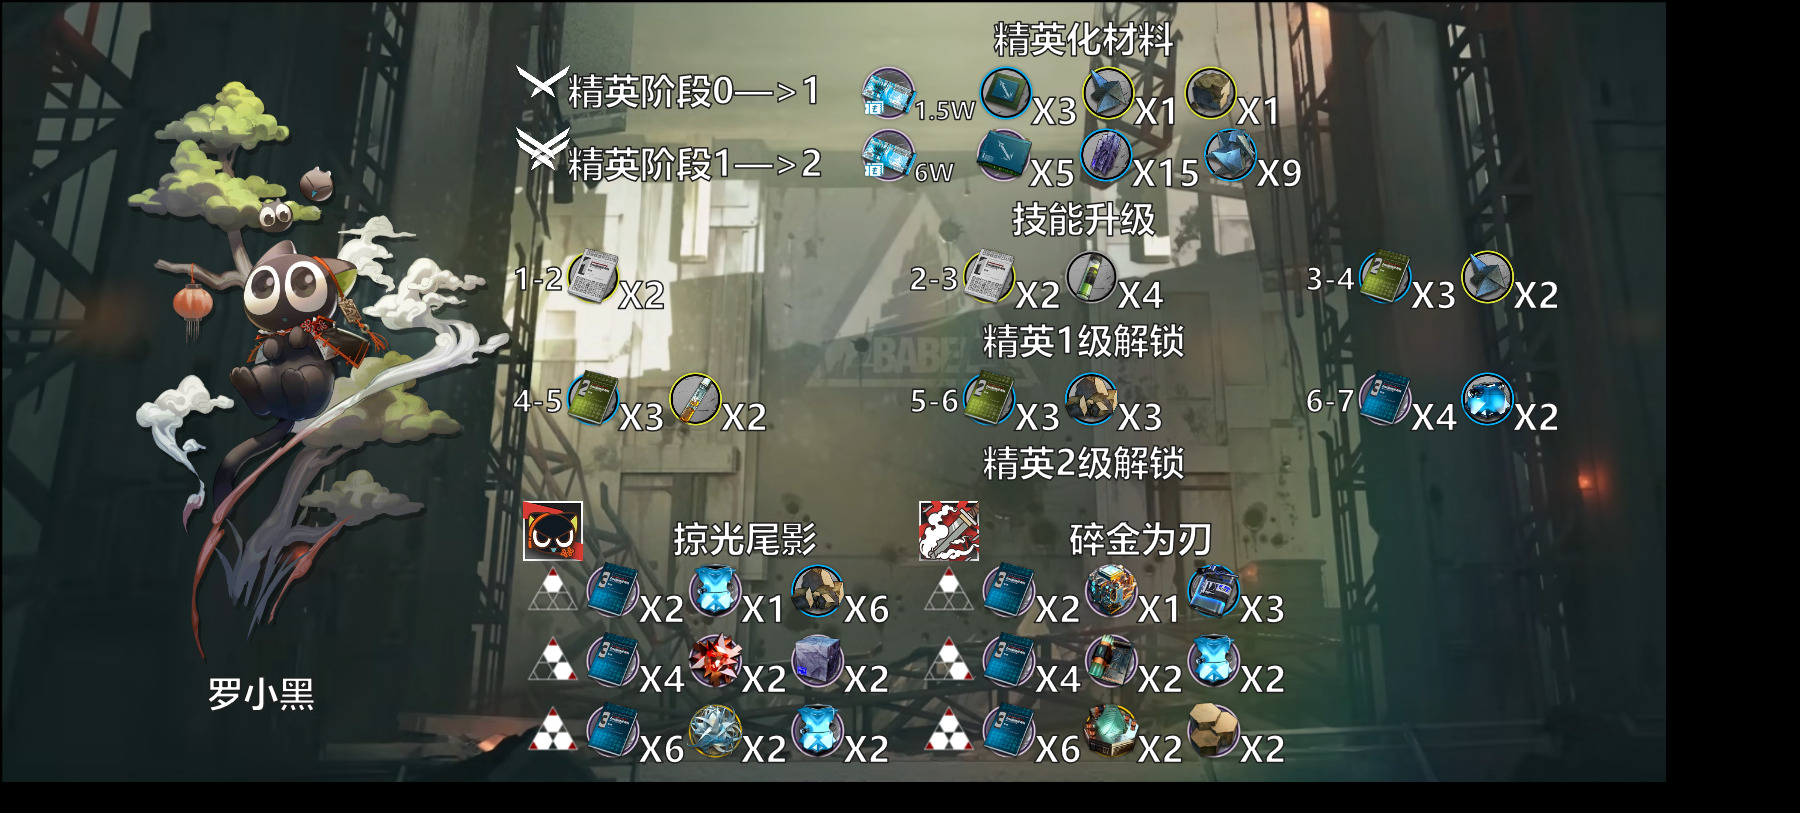 精英化材料
精英阶段0—>1 1.5W X3 X1 X1
精英阶段1—>2 6W X5 X15 X9
技能升级
1-2 X2 2-3 X2 X4 3-4 X3 X2
精英1级解锁
BABEL
4-5 X3 X2 5-6 X3 X3 6-7 X4 X2
精英2级解锁
掠光尾影 碎金为刃
X2 X1 X6 X2 X1 X3
X4 X2 X2 X4 X2 X2
罗小黑
X6 X2 X2 X6 X2 X2